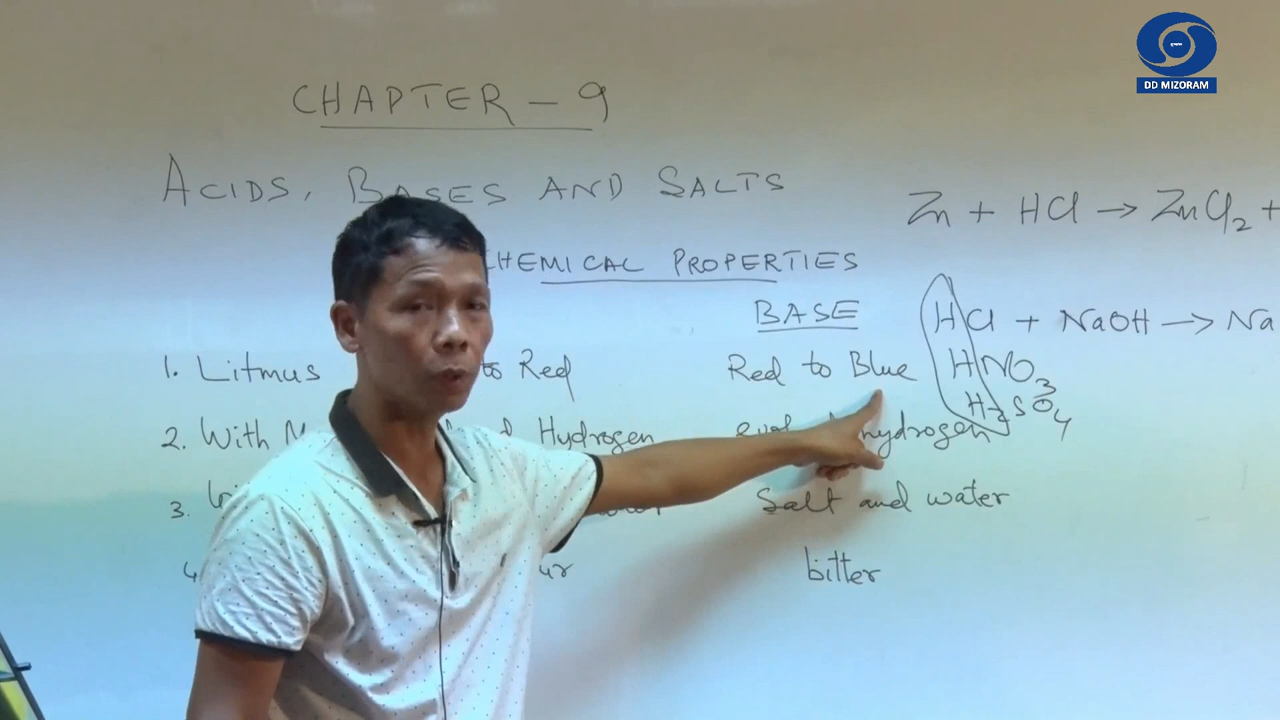 DD MIZORAM
CHAPTER - 9
ACIDS, BASES AND SALTS
CHEMICAL PROPERTIES
BASE
1. Litmus to Red Red to Blue
2. With Hydrogen hydrogen
3. Salt and water
4. bitter
Zn + HCl → ZnCl2 +
HCl + NaOH → Na
HNO3
H2SO4